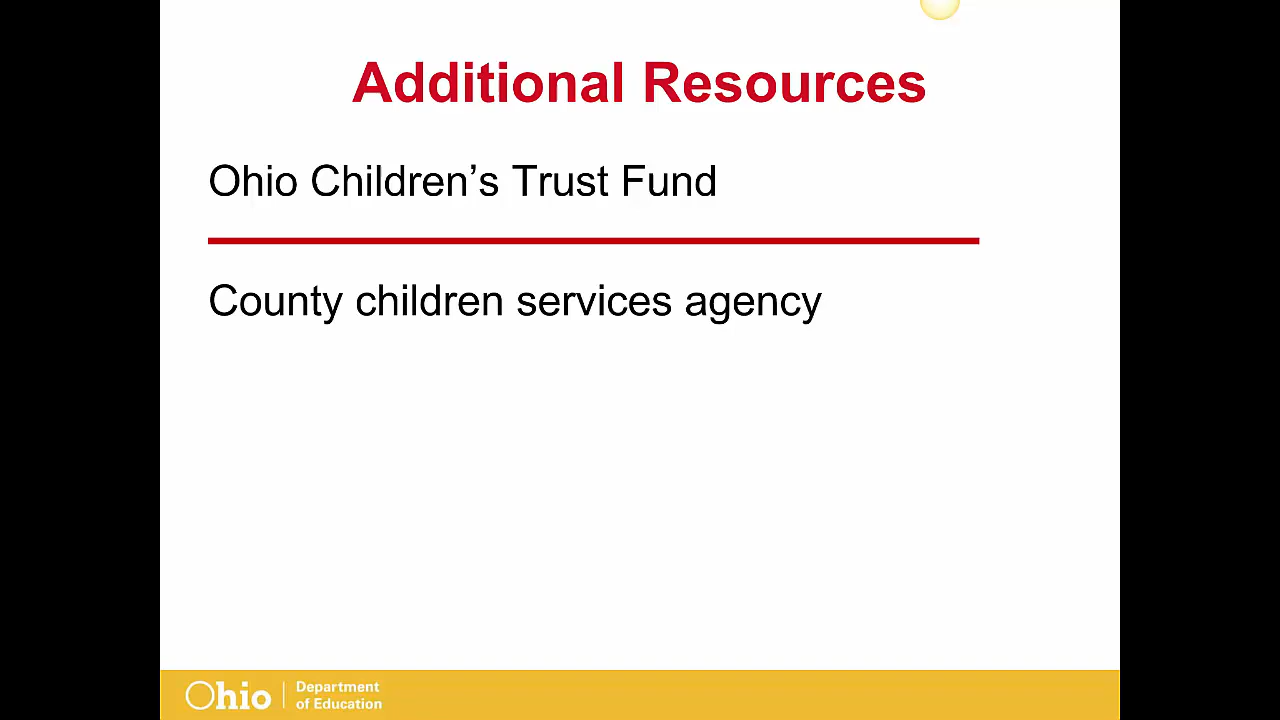 Additional Resources
Ohio Children’s Trust Fund
County children services agency
Ohio
Department
of Education